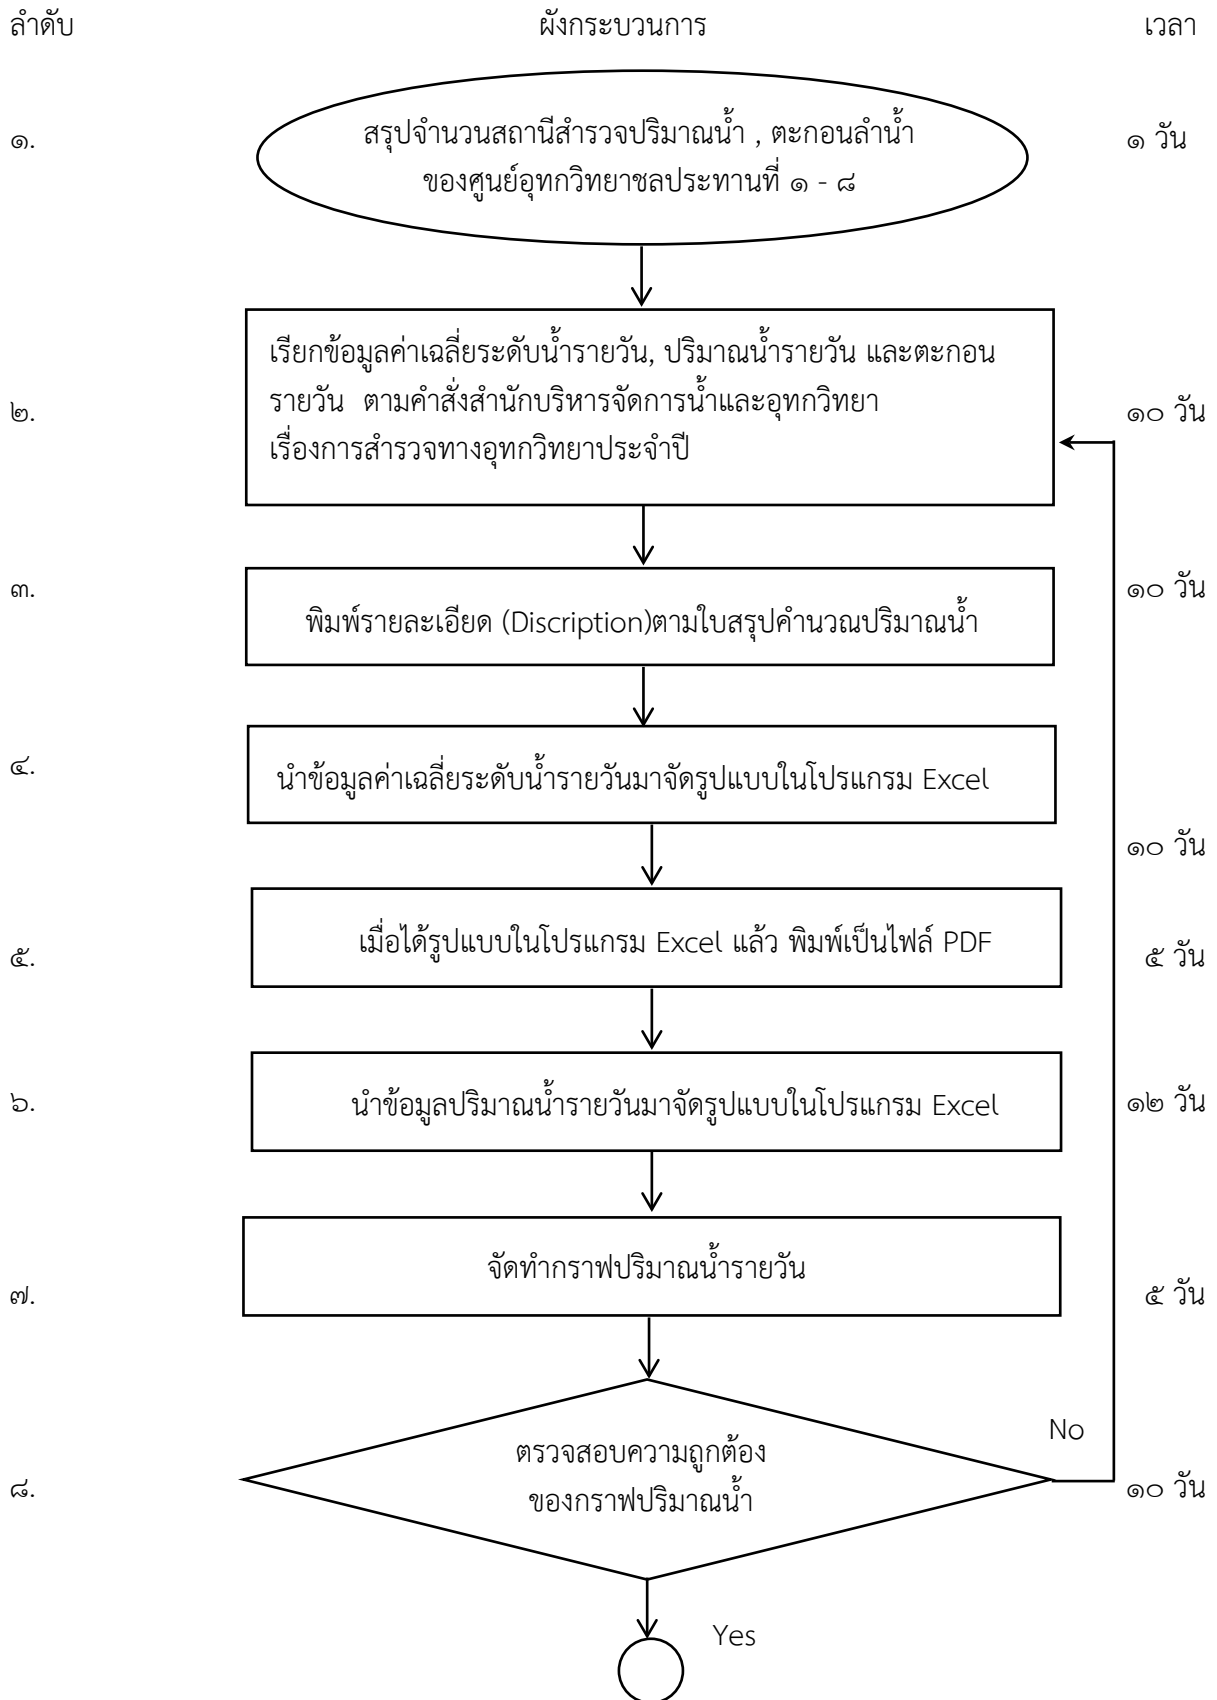 ลำดับ ผังกระบวนการ เวลา
๑. สรุปจำนวนสถานีสำรวจปริมาณน้ำ , ตะกอนลำน้ำ ๑ วัน
ของศูนย์อุทกวิทยาชลประทานที่ ๑ - ๘
เรียกข้อมูลค่าเฉลี่ยระดับน้ำรายวัน, ปริมาณน้ำรายวัน และตะกอน
๒. รายวัน ตามคำสั่งสำนักบริหารจัดการน้ำและอุทกวิทยา ๑๐ วัน
เรื่องการสำรวจทางอุทกวิทยาประจำปี
๓. ๑๐ วัน
พิมพ์รายละเอียด (Discription)ตามใบสรุปคำนวณปริมาณน้ำ
๔. นำข้อมูลค่าเฉลี่ยระดับน้ำรายวันมาจัดรูปแบบในโปรแกรม Excel
๑๐ วัน
๕. เมื่อได้รูปแบบในโปรแกรม Excel แล้ว พิมพ์เป็นไฟล์ PDF ๕ วัน
๖. นำข้อมูลปริมาณน้ำรายวันมาจัดรูปแบบในโปรแกรม Excel ๑๒ วัน
จัดทำกราฟปริมาณน้ำรายวัน
๗. ๕ วัน
No
ตรวจสอบความถูกต้อง
๘. ของกราฟปริมาณน้ำ ๑๐ วัน
Yes